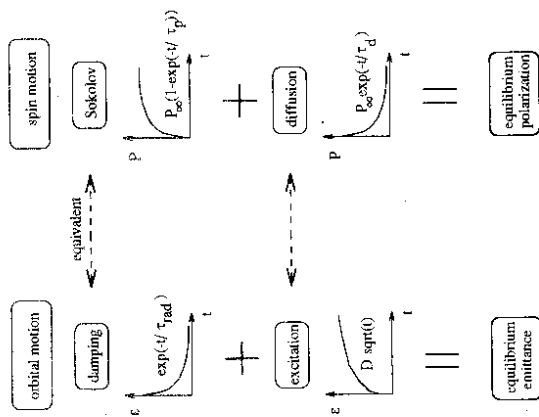 orbital motion
damping
ε
exp(-t/ τrad)
t
+
excitation
ε
D sqrt(t)
t
=
equilibrium
emittance
equivalent
spin motion
Sokolov
P
P∞(1-exp(-t/ τp))
t
+
diffusion
P
P∞exp(-t/τd)
t
=
equilibrium
polarization